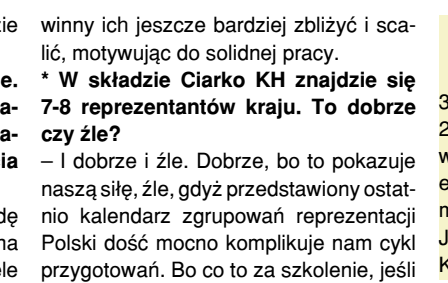 winny ich jeszcze bardziej zbliżyć i sca-
lić, motywując do solidnej pracy.
* W składzie Ciarko KH znajdzie się
7-8 reprezentantów kraju. To dobrze
czy źle?
– I dobrze i źle. Dobrze, bo to pokazuje
naszą siłę, źle, gdyż przedstawiony ostat-
nio kalendarz zgrupowań reprezentacji
Polski dość mocno komplikuje nam cykl
przygotowań. Bo co to za szkolenie, jeśli